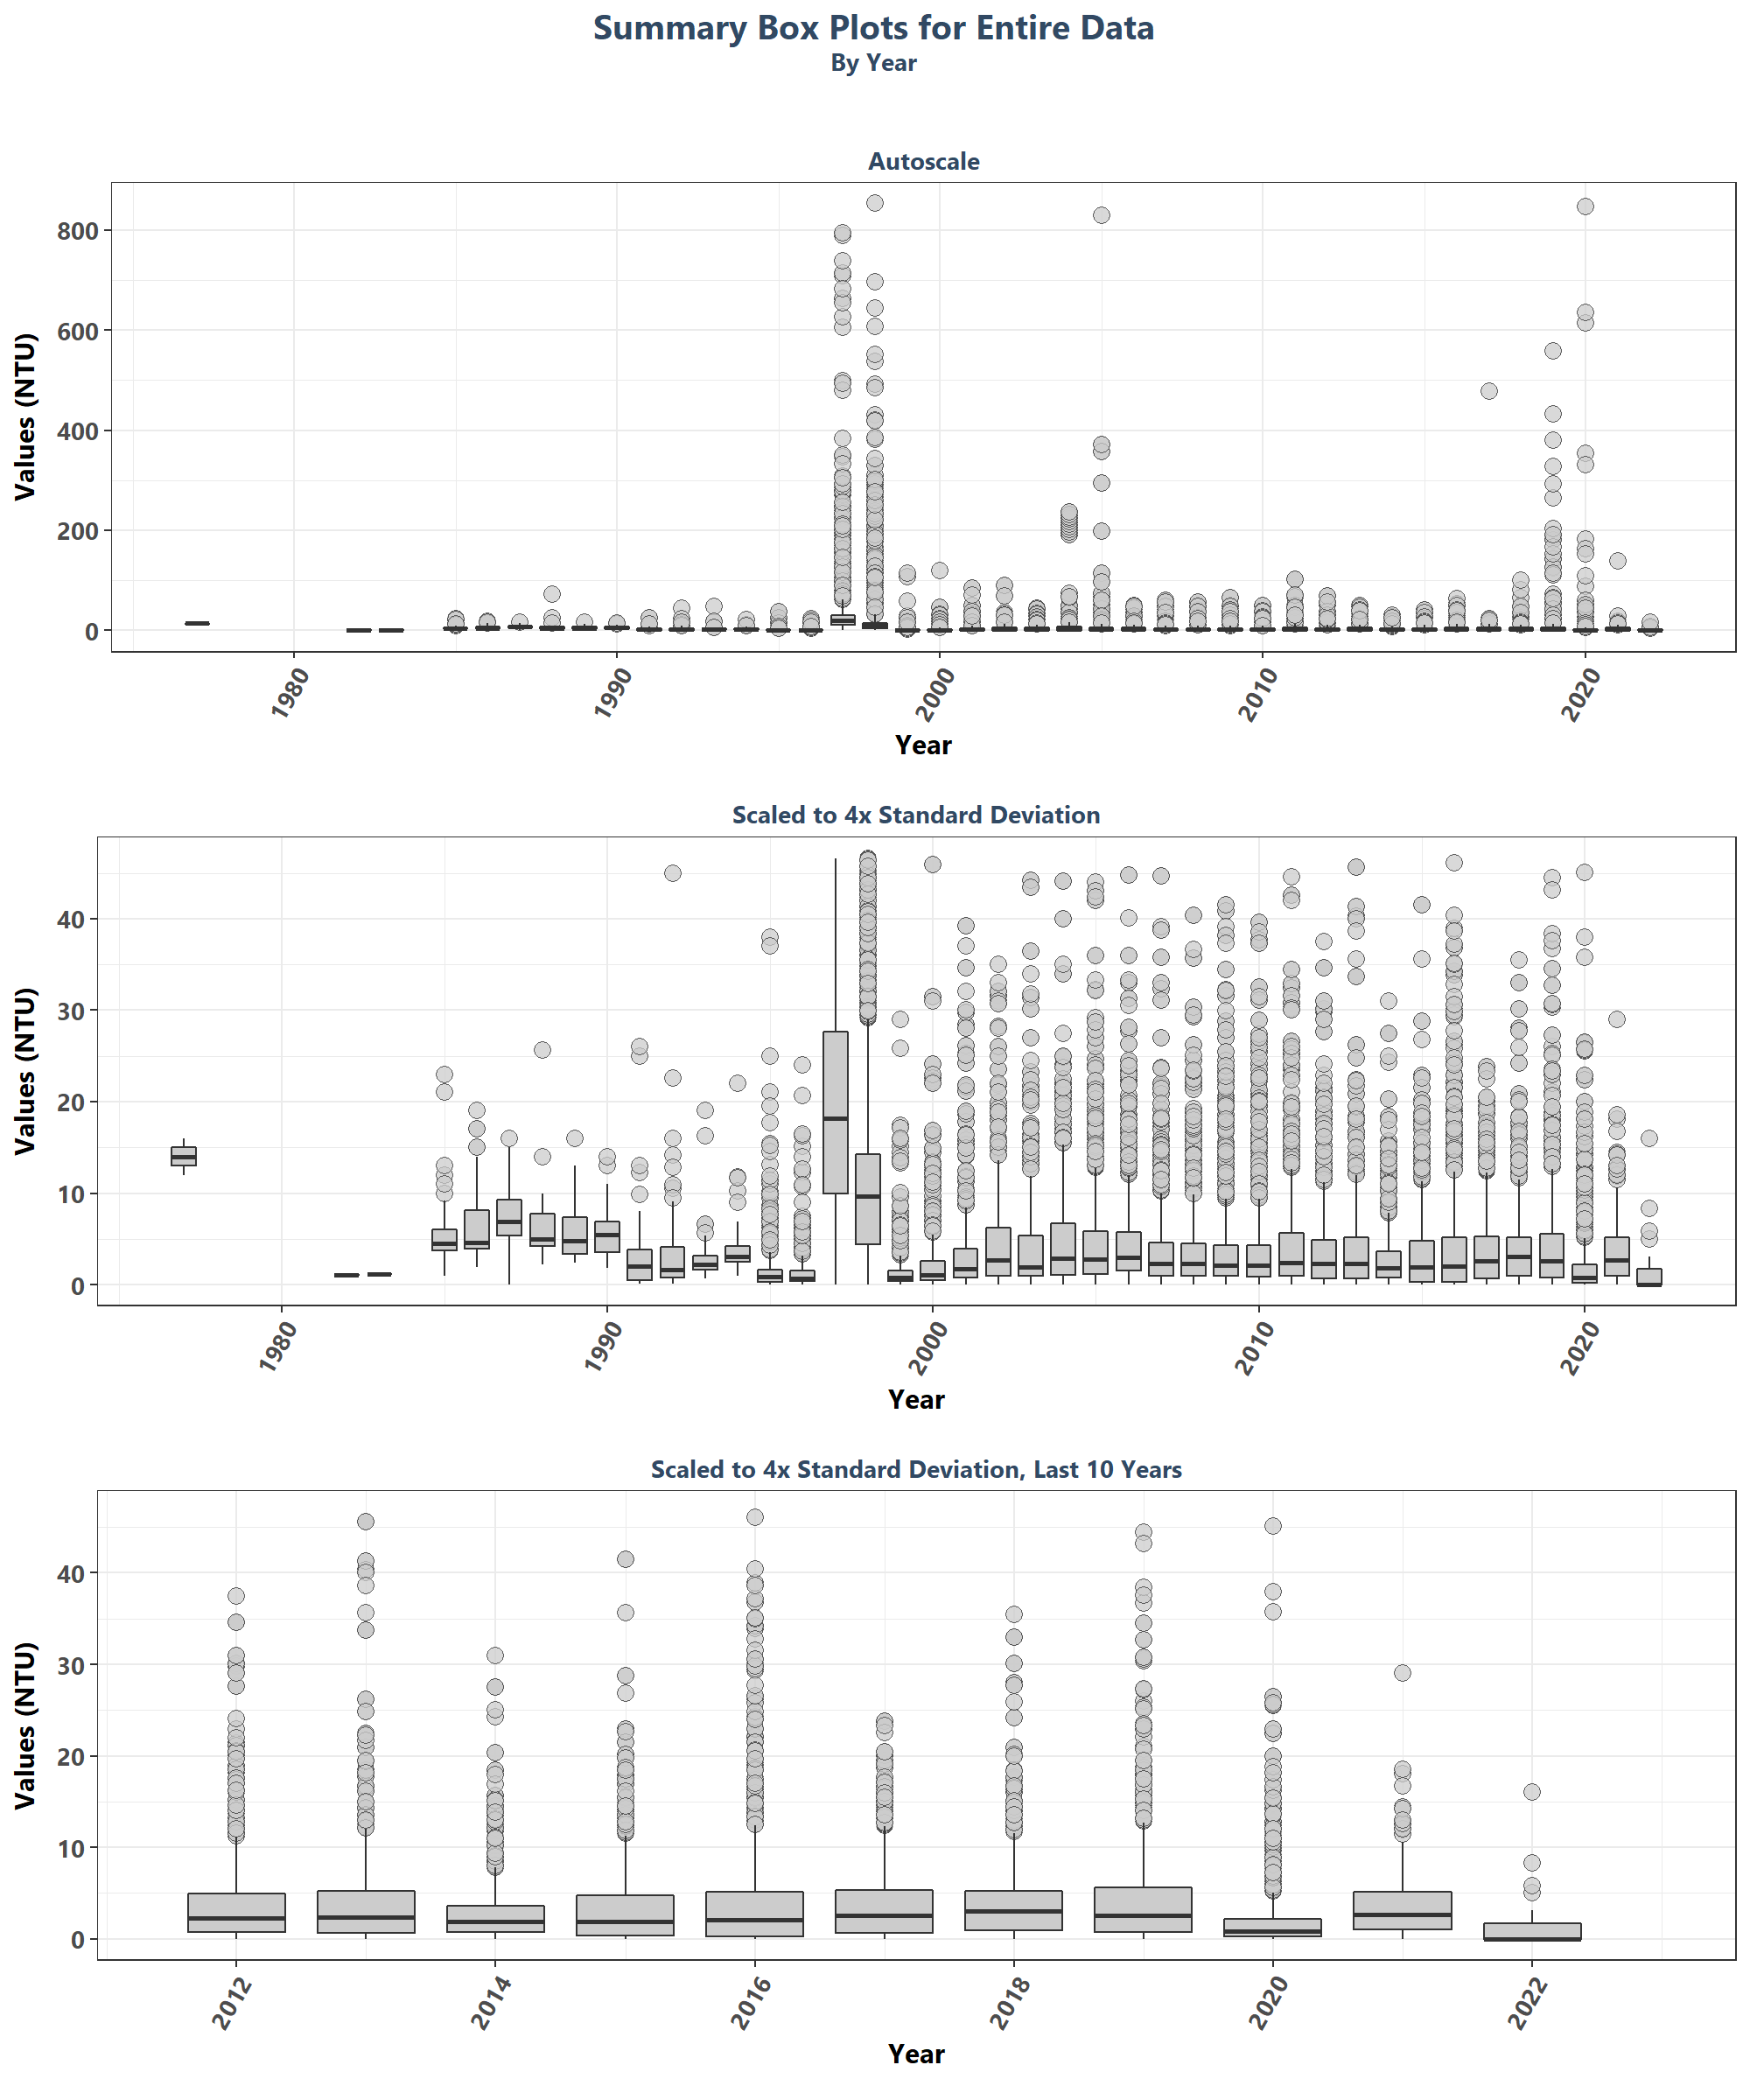 Summary Box Plots for Entire Data
By Year
Autoscale
Values (NTU)
800
600
400
200
0
1980
1990
2000
2010
2020
Year
Scaled to 4x Standard Deviation
Values (NTU)
40
30
20
10
0
1980
1990
2000
2010
2020
Year
Scaled to 4x Standard Deviation, Last 10 Years
Values (NTU)
40
30
20
10
0
2012
2014
2016
2018
2020
2022
Year